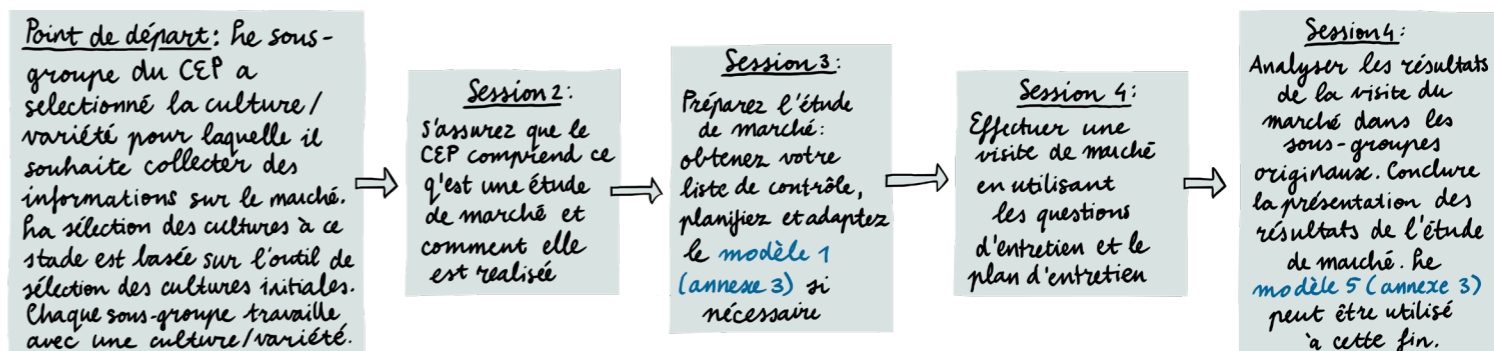 Point de départ: Le sous-
groupe du CEP a
selectionné la culture/
variété pour laquelle il
souhaite collecter des
informations sur le marché.
La sélection des cultures à ce
stade est basée sur l'outil de
sélection des cultures initiales.
Chaque sous-groupe travaille
avec une culture/variété.
Session 2:
S'assurez que le
CEP comprend ce
q'est une étude
de marché et
comment elle
est realisée
Session 3:
Préparez l'étude
de marché:
obtenez votre
liste de contrôle,
planifiez et adaptez
le modèle 1
(annexe 3) si
nécessaire
Session 4:
Effectuer une
visite de marché
en utilisant
les questions
d'entretien et le
plan d'entretien
Session 4:
Analyser les résultats
de la visite du
marché dans les
sous-groupes
originaux. Conclure
la présentation des
résultats de l'étude
de marché. Le
modèle 5 (annexe 3)
peut être utilisé
à cette fin.